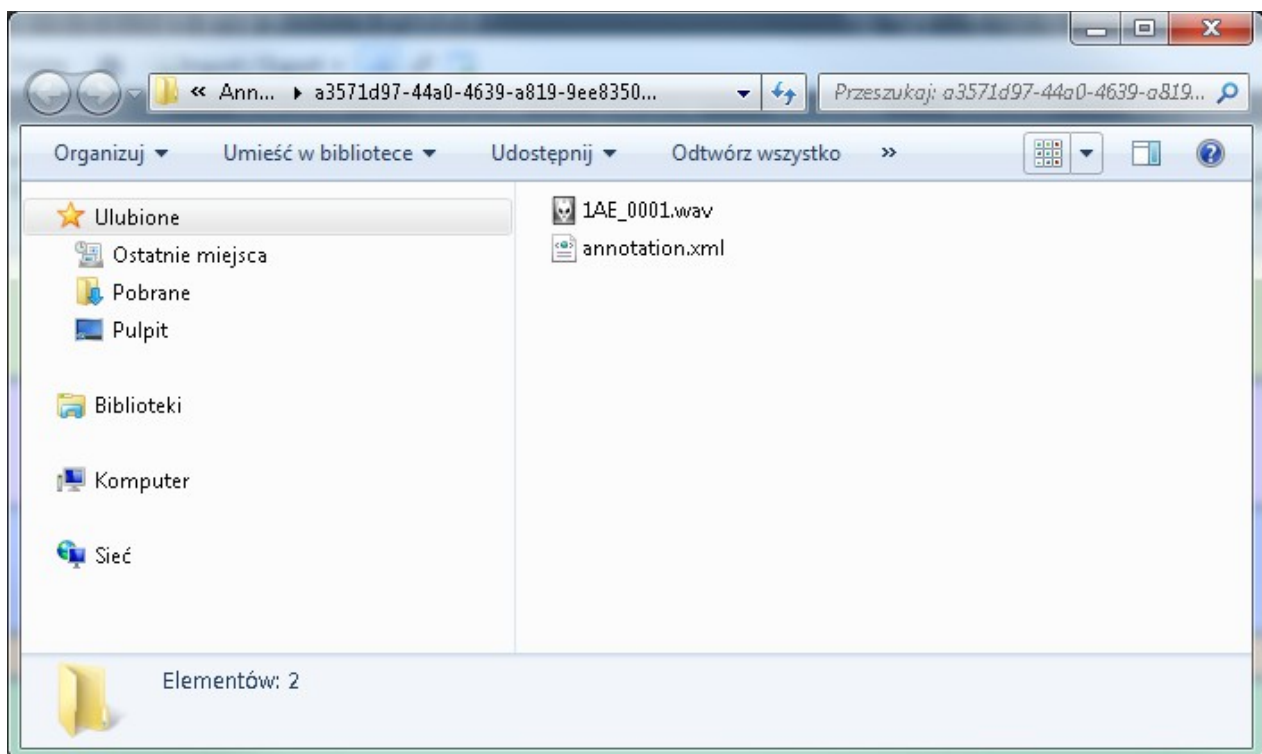 « Ann... ▸ a3571d97-44a0-4639-a819-9ee8350...
Przeszukaj: a3571d97-44a0-4639-a819...
Organizuj Umieść w bibliotece Udostępnij Odtwórz wszystko »
Ulubione
Ostatnie miejsca
Pobrane
Pulpit
Biblioteki
Komputer
Sieć
1AE_0001.wav
annotation.xml
Elementów: 2